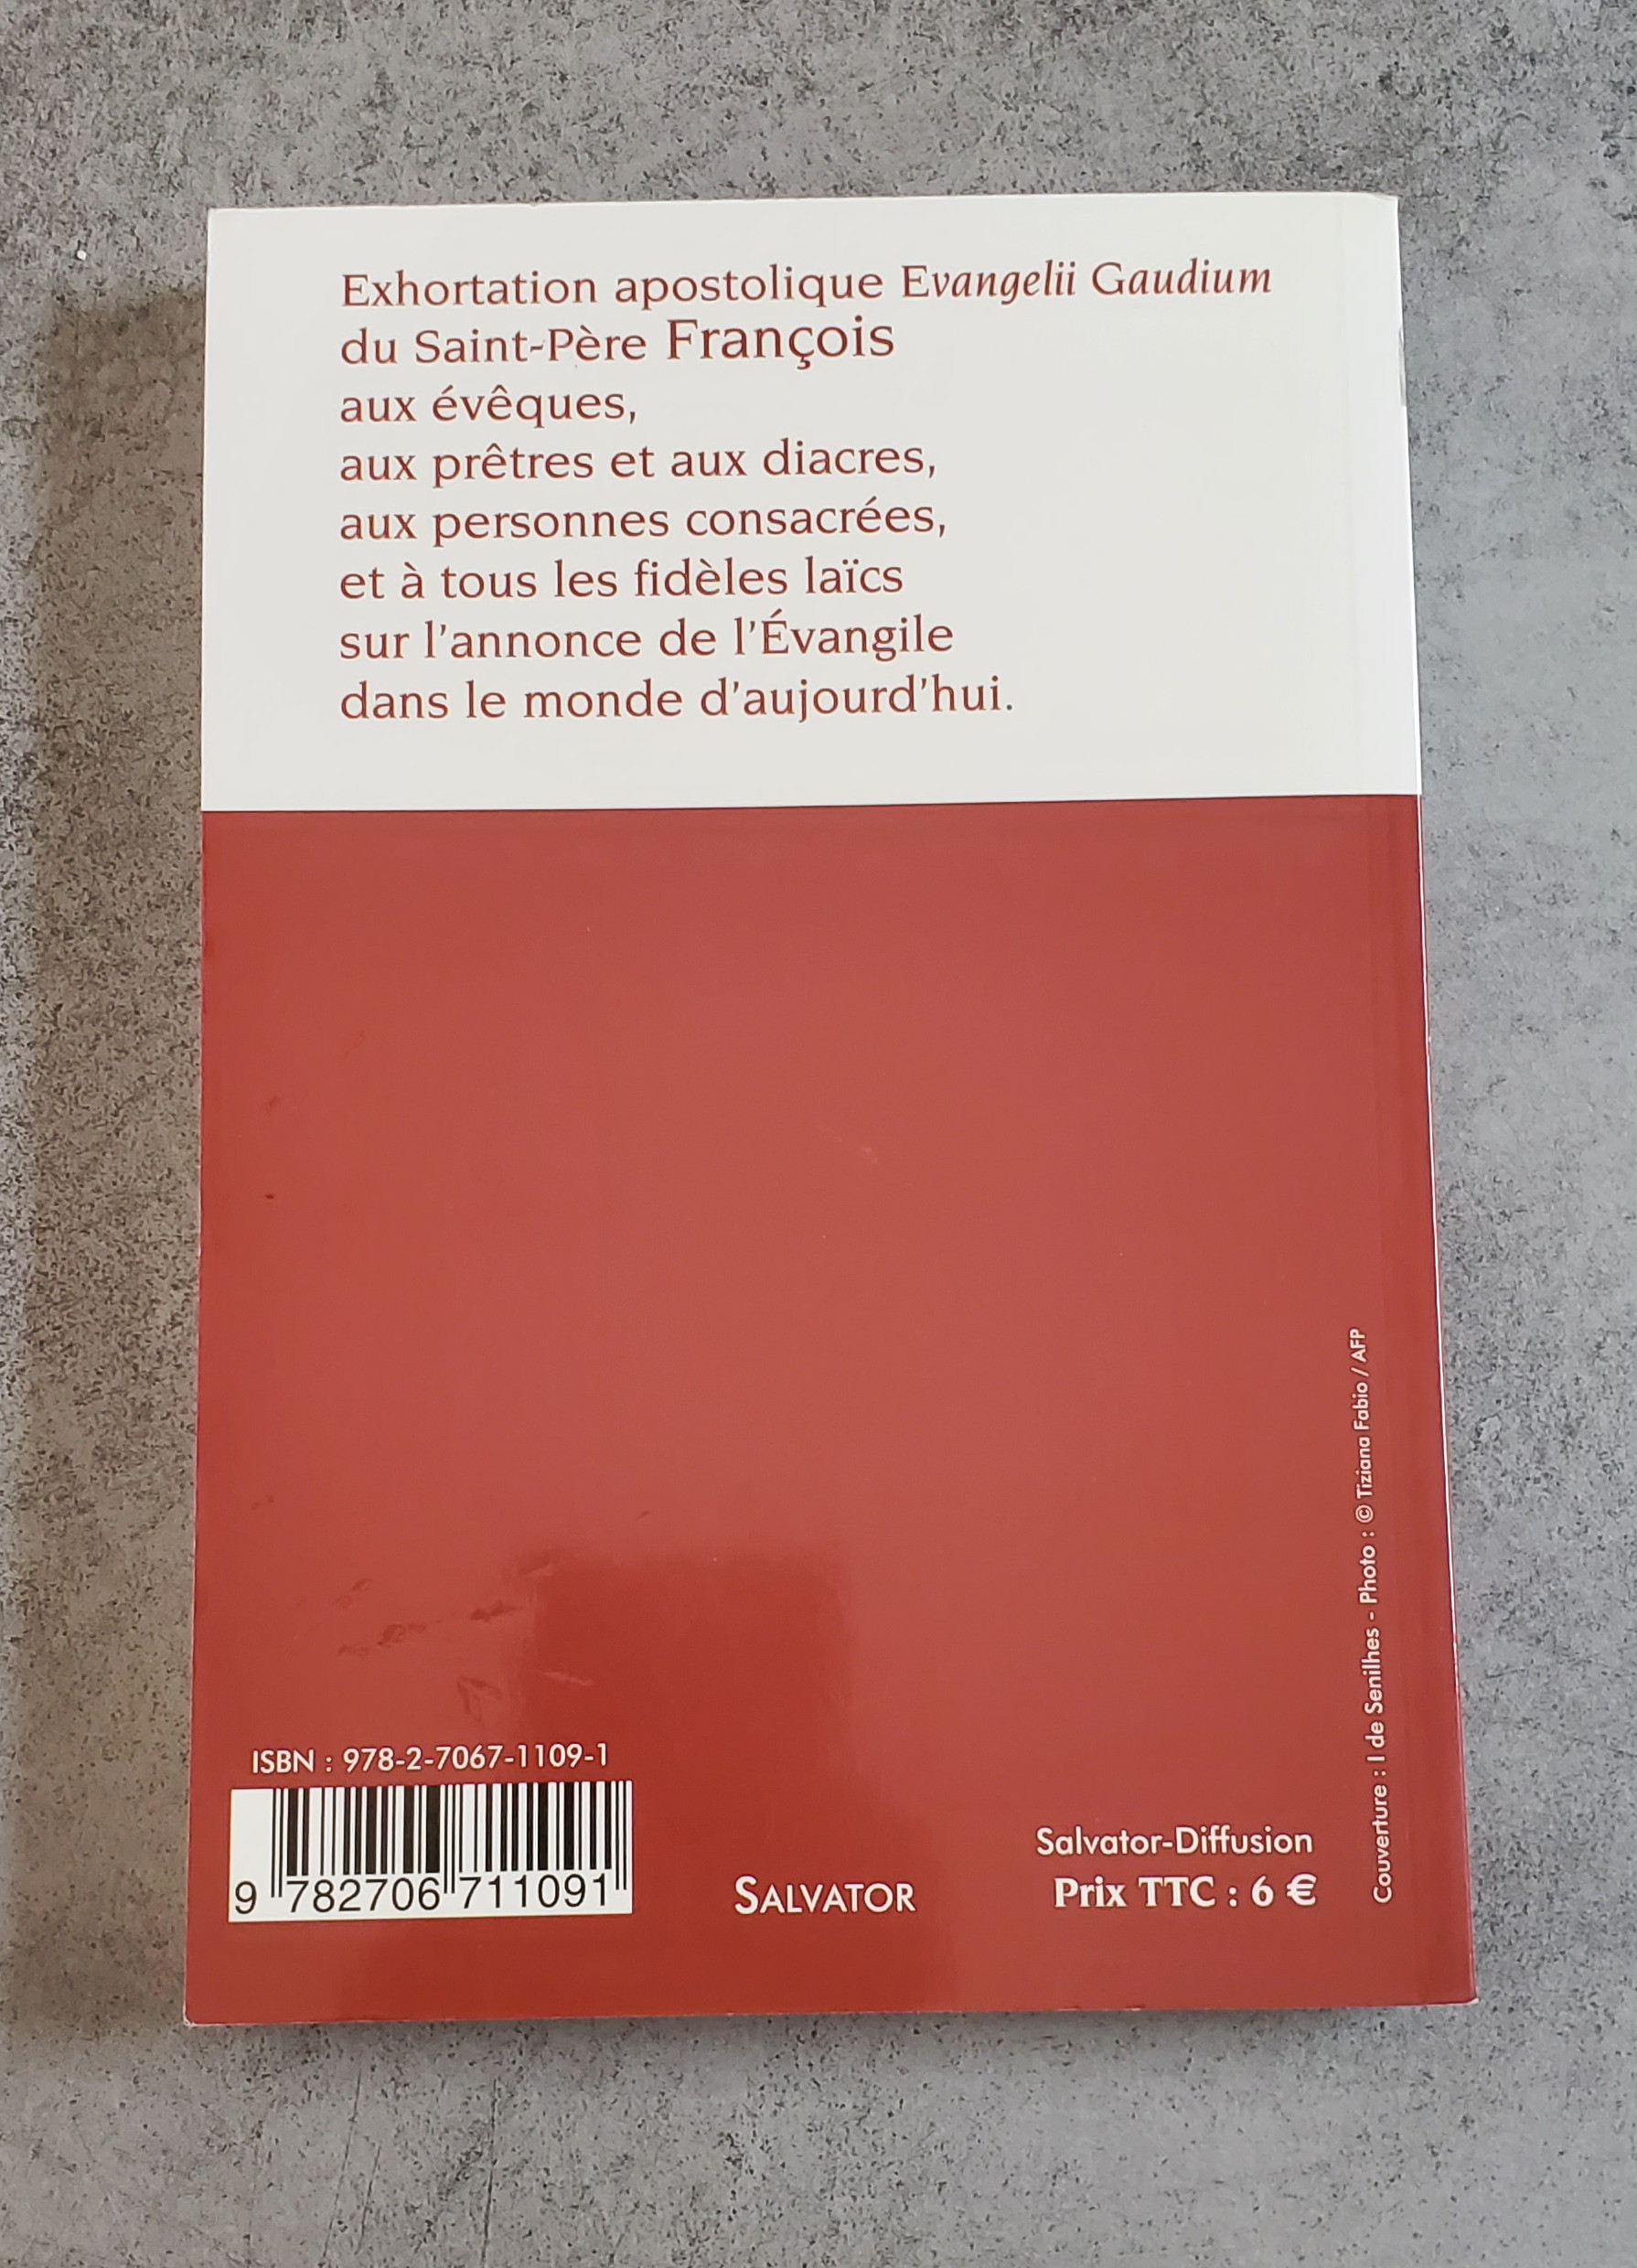 Exhortation apostolique Evangelii Gaudium
du Saint-Père François
aux évêques,
aux prêtres et aux diacres,
aux personnes consacrées,
et à tous les fidèles laïcs
sur l'annonce de l'Évangile
dans le monde d'aujourd'hui.
ISBN : 978-2-7067-1109-1
9 782706 711091
SALVATOR
Salvator-Diffusion
Prix TTC : 6 €
Couverture : I de Senilhes - Photo : © Tiziana Fabio / AFP